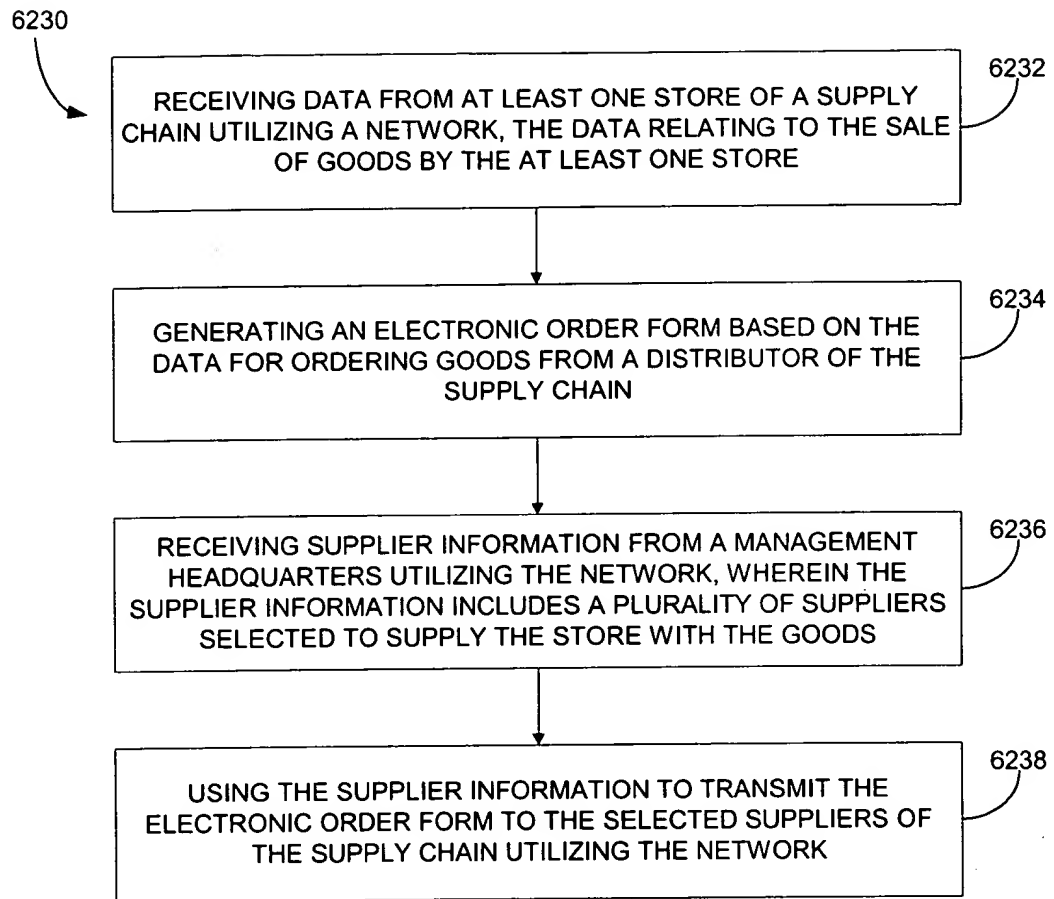 6230
6232
RECEIVING DATA FROM AT LEAST ONE STORE OF A SUPPLY
CHAIN UTILIZING A NETWORK, THE DATA RELATING TO THE SALE
OF GOODS BY THE AT LEAST ONE STORE
6234
GENERATING AN ELECTRONIC ORDER FORM BASED ON THE
DATA FOR ORDERING GOODS FROM A DISTRIBUTOR OF THE
SUPPLY CHAIN
6236
RECEIVING SUPPLIER INFORMATION FROM A MANAGEMENT
HEADQUARTERS UTILIZING THE NETWORK, WHEREIN THE
SUPPLIER INFORMATION INCLUDES A PLURALITY OF SUPPLIERS
SELECTED TO SUPPLY THE STORE WITH THE GOODS
6238
USING THE SUPPLIER INFORMATION TO TRANSMIT THE
ELECTRONIC ORDER FORM TO THE SELECTED SUPPLIERS OF
THE SUPPLY CHAIN UTILIZING THE NETWORK